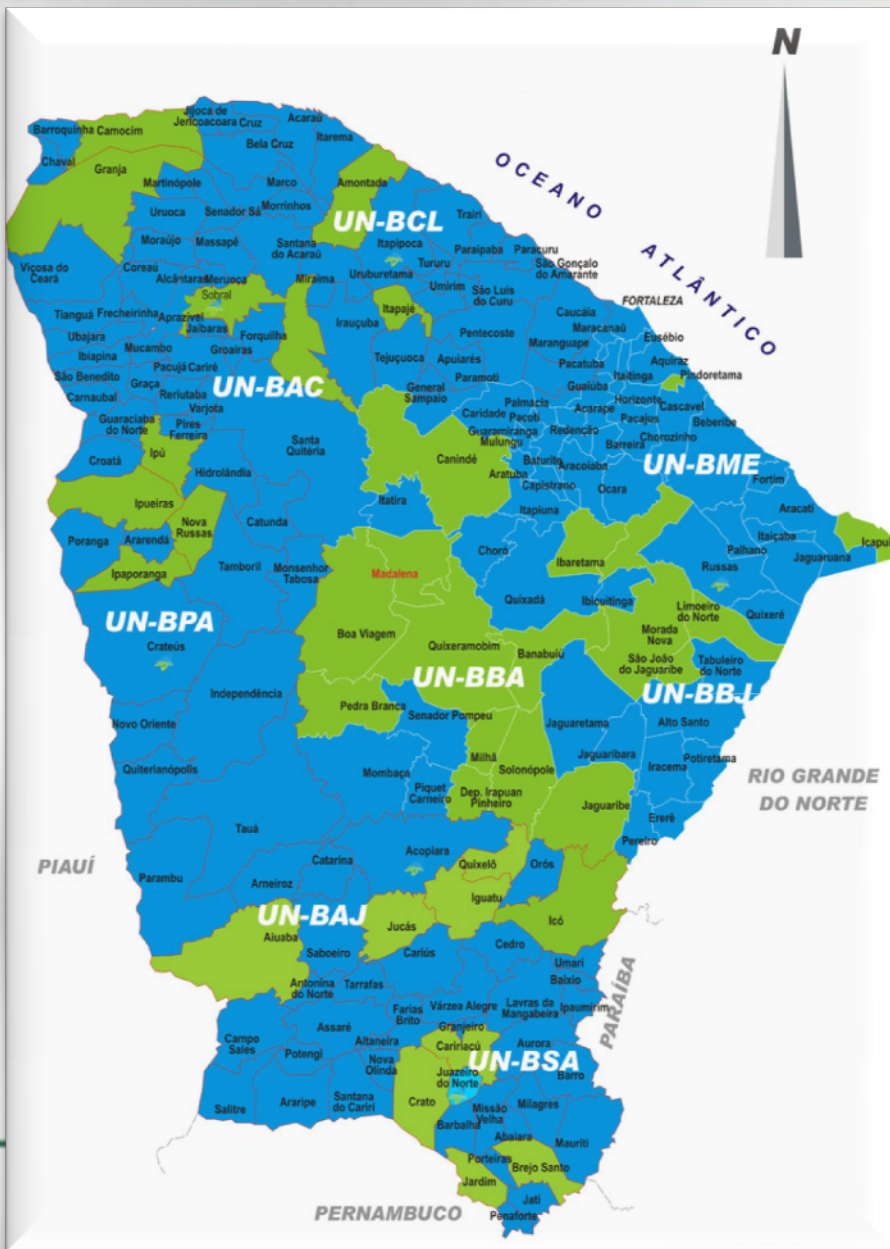 N
OCEANO ATLÂNTICO
Jijoca de
Jericoacoara
Cruz
Acaraú
Barroquinha
Camocim
Itarema
Bela Cruz
Chaval
Granja
Martinópole
Marco
Amontada
Uruoca
Senador Sá
Morrinhos
UN-BCL
Trairi
Moraújo
Massapê
Santana
do Acaraú
Itapipoca
Paraipaba
Paracuru
Tururu
São Gonçalo
do Amarante
Viçosa do
Ceará
Coreaú
Alcântaras
Meruoca
Miraima
Uruburetama
Umirim
São Luis
do Curu
Sobral
FORTALEZA
Tianguá
Frecheirinha
Aprazível
Jaibaras
Forquilha
Irauçuba
Itapajé
Caucáia
Maracanaú
Pentecoste
Maranguape
Eusébio
Ubajara
Mucambo
Groairas
Ibiapina
Tejuçuoca
Apuiarés
Pacatuba
Itaitinga
Aquiraz
Pindoretama
São Benedito
Pacujá
Cariré
UN-BAC
Paramoti
Guaiúba
Graça
Reriutaba
General
Sampaio
Carnaubal
Varjota
Palmacia
Pacoti
Acarape
Horizonte
Pacajus
Cascavel
Caridade
Guaramiranga
Mulungu
Redenção
Chorozinho
Beberibe
Guaraciaba
do Norte
Pires
Ferreira
Barreira
Croatá
Ipú
Santa
Quitéria
Canindé
Aratuba
Baturité
Aracoiaba
UN-BME
Hidrolândia
Capistrano
Ocara
Fortim
Ipueiras
Itatira
Itapiuna
Aracati
Nova
Russas
Catunda
Itaiçaba
Icapuí
Poranga
Ararendá
Choró
Ibaretama
Palhano
Jaguaruana
Ipaporanga
Tamboril
Monsenhor
Tabosa
Madalena
Russas
Quixadá
Ibicuitinga
Limoeiro
do Norte
Quixeré
UN-BPA
Boa Viagem
Quixeramobim
Banabuiú
Morada
Nova
Crateús
São João
do Jaguaribe
Tabuleiro
do Norte
UN-BBA
UN-BBJ
Independência
Pedra Branca
Senador Pompeu
Jaguaretama
Alto Santo
Novo Oriente
Milhã
Jaguaribara
Potiretama
Quiterianópolis
Mombaça
Solonópole
Iracema
RIO GRANDE
DO NORTE
Piquet
Carneiro
Dep. Irapuan
Pinheiro
Jaguaribe
Ererê
Tauá
Pereiro
PIAUÍ
Catarina
Acopiara
Quixelô
Orós
Parambu
Arneiroz
Iguatu
UN-BAJ
Icó
Aiuaba
Jucás
Saboeiro
Cariús
Cedro
Umari
PARAÍBA
Antonina
do Norte
Tarrafas
Baixio
Várzea Alegre
Lavras da
Mangabeira
Ipaumirim
Farias
Brito
Assaré
Granjeiro
Campo
Sales
Altaneira
Caririaçú
Aurora
Potengi
Nova
Olinda
Juazeiro
do Norte
UN-BSA
Barro
Salitre
Araripe
Santana
do Cariri
Crato
Missão
Velha
Milagres
Barbalha
Abaiara
Mauriti
Porteiras
Brejo Santo
Jardim
Jati
PERNAMBUCO
Penaforte